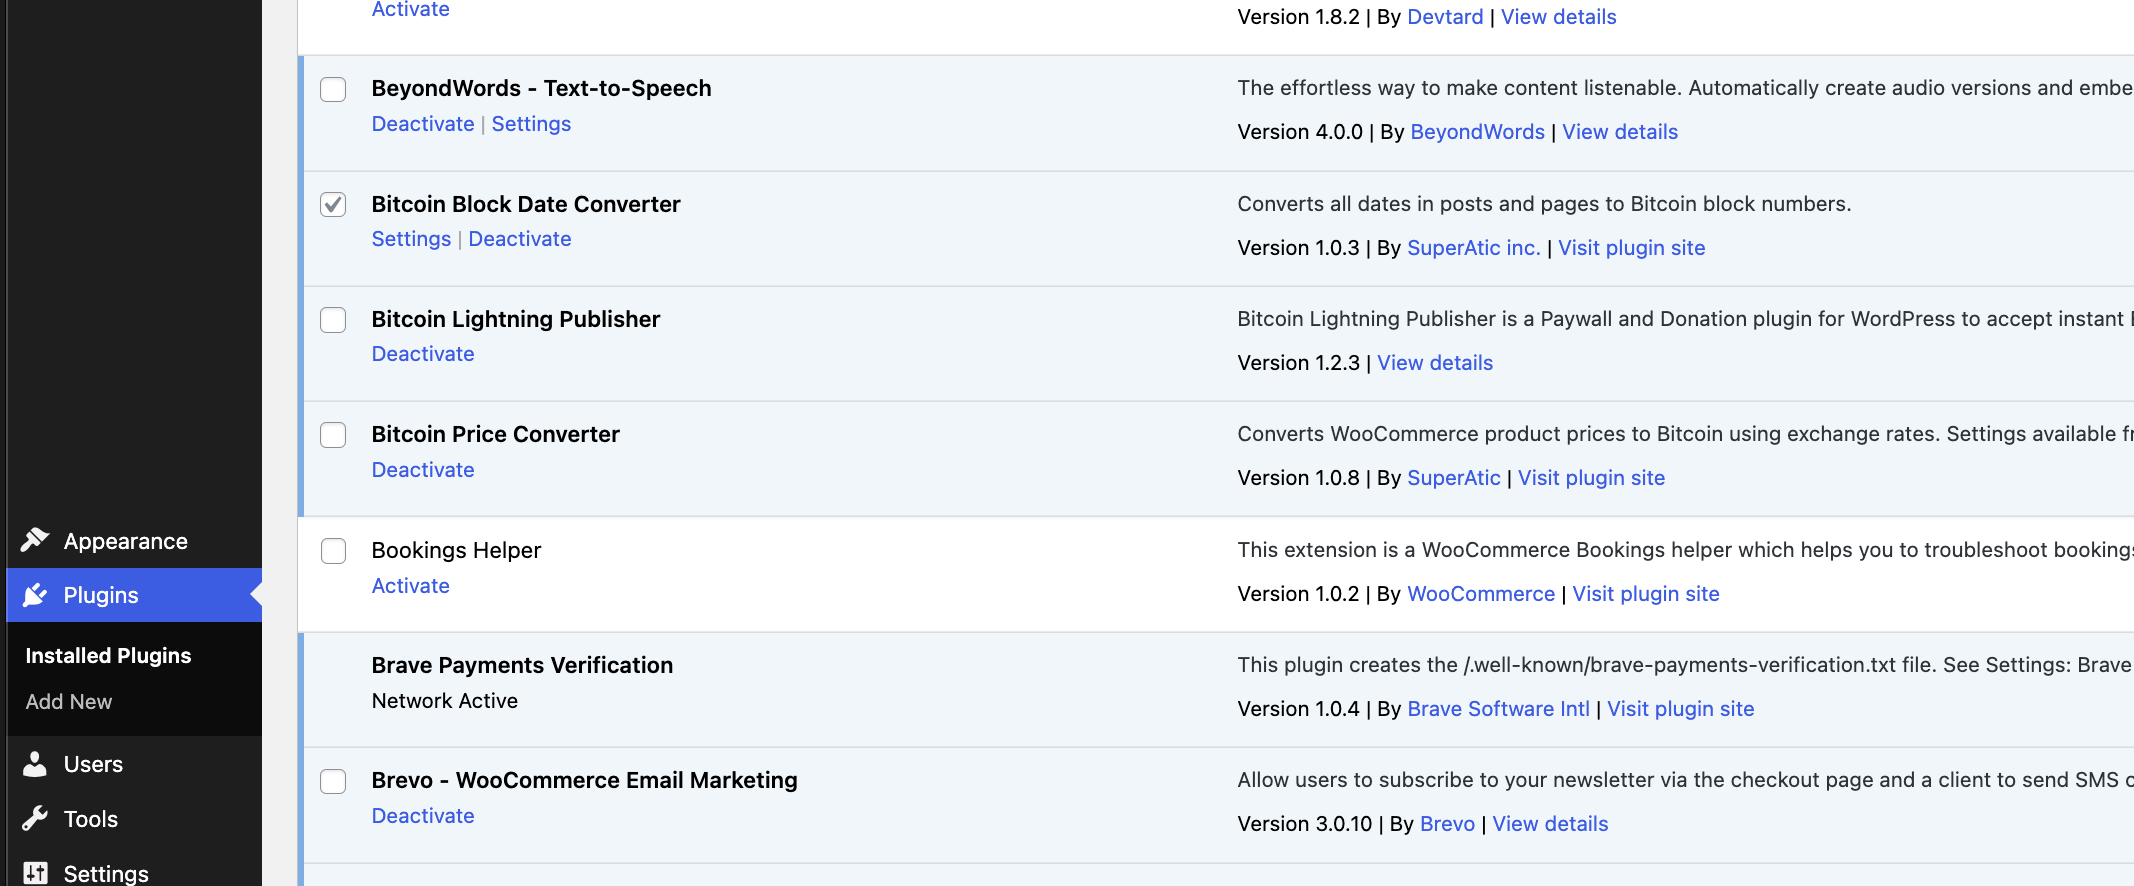 Activate
Version 1.8.2 | By Devtard | View details
BeyondWords - Text-to-Speech
Deactivate | Settings
The effortless way to make content listenable. Automatically create audio versions and embe
Version 4.0.0 | By BeyondWords | View details
Bitcoin Block Date Converter
Settings | Deactivate
Converts all dates in posts and pages to Bitcoin block numbers.
Version 1.0.3 | By SuperAtic inc. | Visit plugin site
Bitcoin Lightning Publisher
Deactivate
Bitcoin Lightning Publisher is a Paywall and Donation plugin for WordPress to accept instant
Version 1.2.3 | View details
Bitcoin Price Converter
Deactivate
Converts WooCommerce product prices to Bitcoin using exchange rates. Settings available fr
Version 1.0.8 | By SuperAtic | Visit plugin site
Bookings Helper
Activate
This extension is a WooCommerce Bookings helper which helps you to troubleshoot bookings
Version 1.0.2 | By WooCommerce | Visit plugin site
Brave Payments Verification
Network Active
This plugin creates the /.well-known/brave-payments-verification.txt file. See Settings: Brave
Version 1.0.4 | By Brave Software Intl | Visit plugin site
Brevo - WooCommerce Email Marketing
Deactivate
Allow users to subscribe to your newsletter via the checkout page and a client to send SMS
Version 3.0.10 | By Brevo | View details
Appearance
Plugins
Installed Plugins
Add New
Users
Tools
Settings